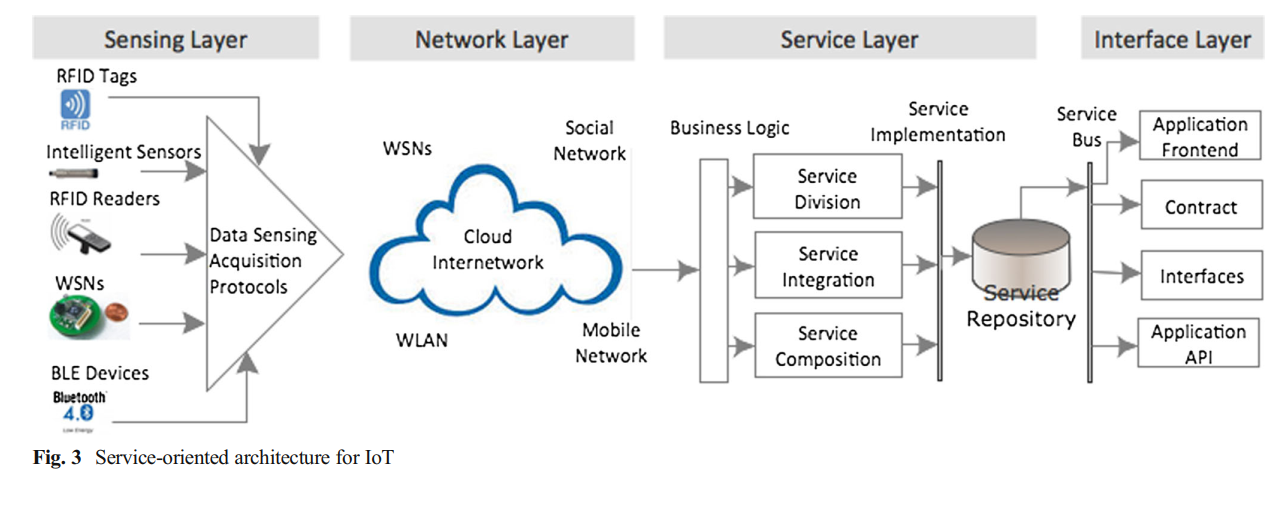 Sensing Layer
Network Layer
Service Layer
Interface Layer
RFID Tags
RFID
Intelligent Sensors
RFID Readers
WSNs
BLE Devices
Bluetooth
4.0
Low Energy
Data Sensing
Acquisition
Protocols
WSNs
Social
Network
Cloud
Internetwork
WLAN
Mobile
Network
Business Logic
Service
Division
Service
Integration
Service
Composition
Service
Implementation
Service
Repository
Service
Bus
Application
Frontend
Contract
Interfaces
Application
API
Fig. 3 Service-oriented architecture for IoT